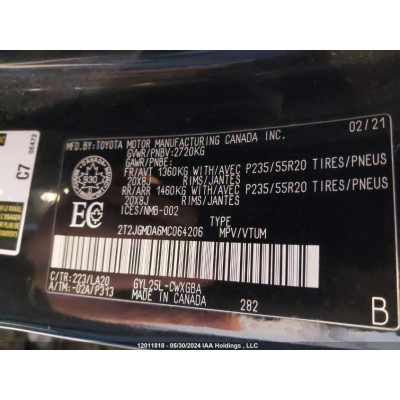 MFD.BY:TOYOTA MOTOR MANUFACTURING CANADA INC. 02/21
GVWR/PNBV:2720KG
GAWR/PNBE:
FR/AVT 1360KG WITH/AVEC P235/55R20 TIRES/PNEUS
20X8J RIMS/JANTES
RR/ARR 1460KG WITH/AVEC P235/55R20 TIRES/PNEUS
20X8J RIMS/JANTES
ICES/NMB-002
TYPE
2T2JGMDA6MC064206 MPV/VTUM
930
EC
C/TR:223/LA20 GYL25L-CWXGBA
A/TM:-02A/P313 MADE IN CANADA 282
B
C7
06472
12011818 - 05/30/2024 IAA Holdings , LLC